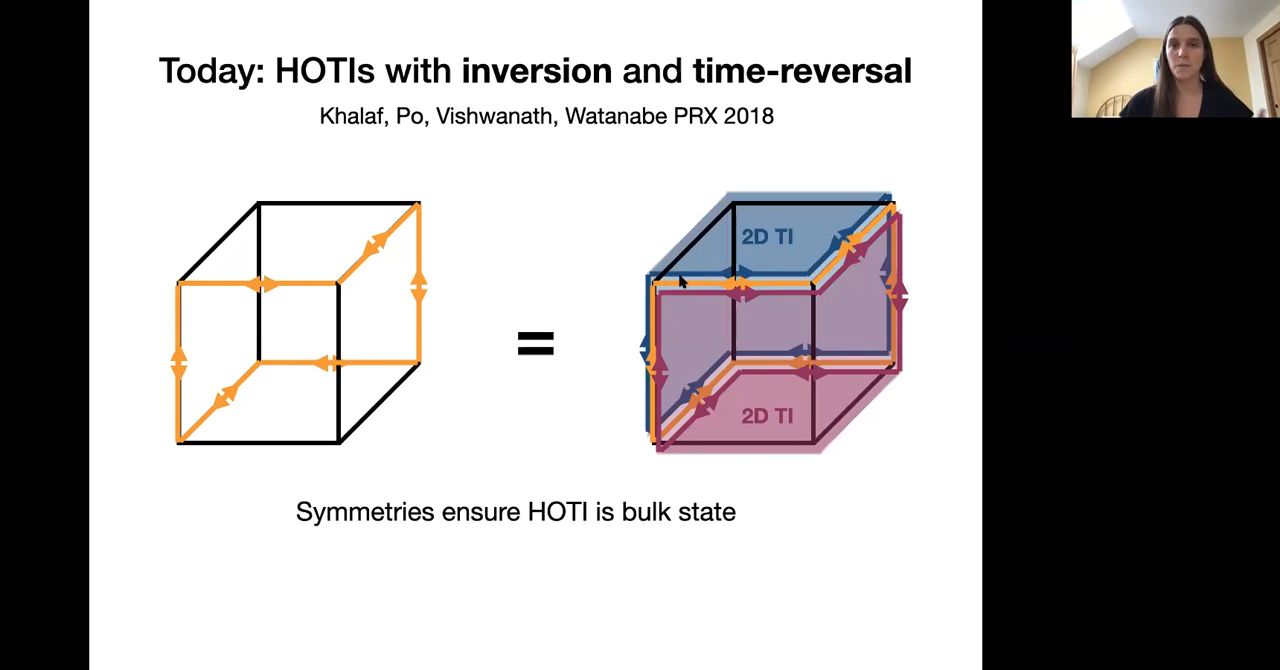 Today: HOTIs with inversion and time-reversal
Khalaf, Po, Vishwanath, Watanabe PRX 2018
2D TI
=
2D TI
Symmetries ensure HOTI is bulk state